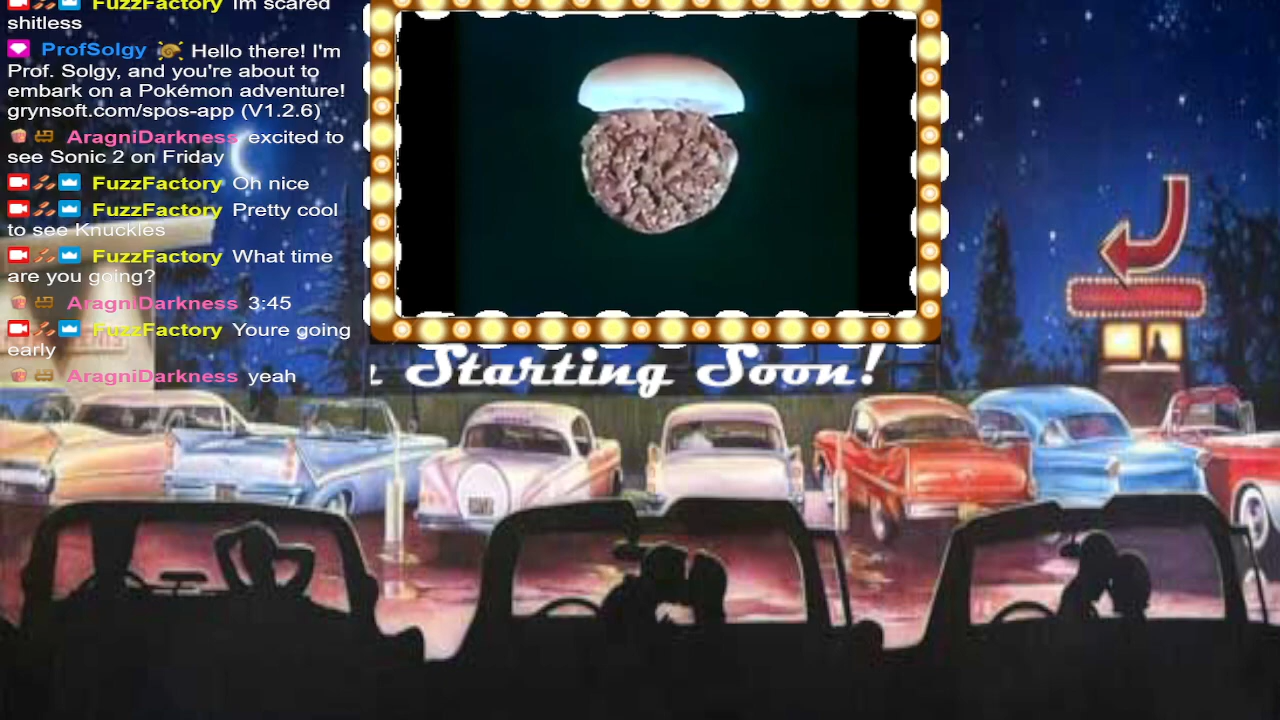 FuzzFactory Im scared
shitless
ProfSolgy Hello there! I'm
Prof. Solgy, and you're about to
embark on a Pokémon adventure!
grynsoft.com/spos-app (V1.2.6)
AragniDarkness excited to
see Sonic 2 on Friday
FuzzFactory Oh nice
FuzzFactory Pretty cool
to see Knuckles
FuzzFactory What time
are you going?
AragniDarkness 3:45
FuzzFactory Youre going
early
AragniDarkness yeah
Starting Soon!